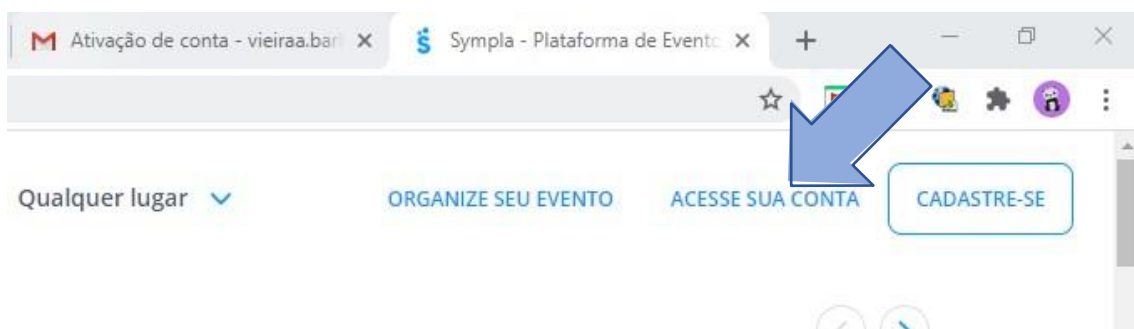 Ativação de conta - vieiraa.bar
Sympla - Plataforma de Evento
Qualquer lugar
ORGANIZE SEU EVENTO
ACESSE SUA CONTA
CADASTRE-SE